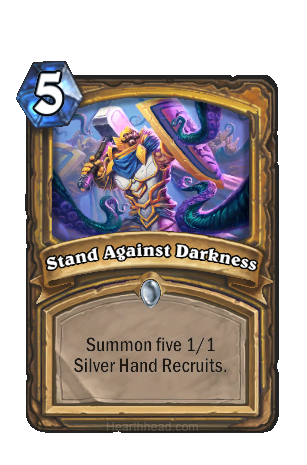 5
Stand Against Darkness
Summon five 1/1
Silver Hand Recruits.
Hearthhead.com